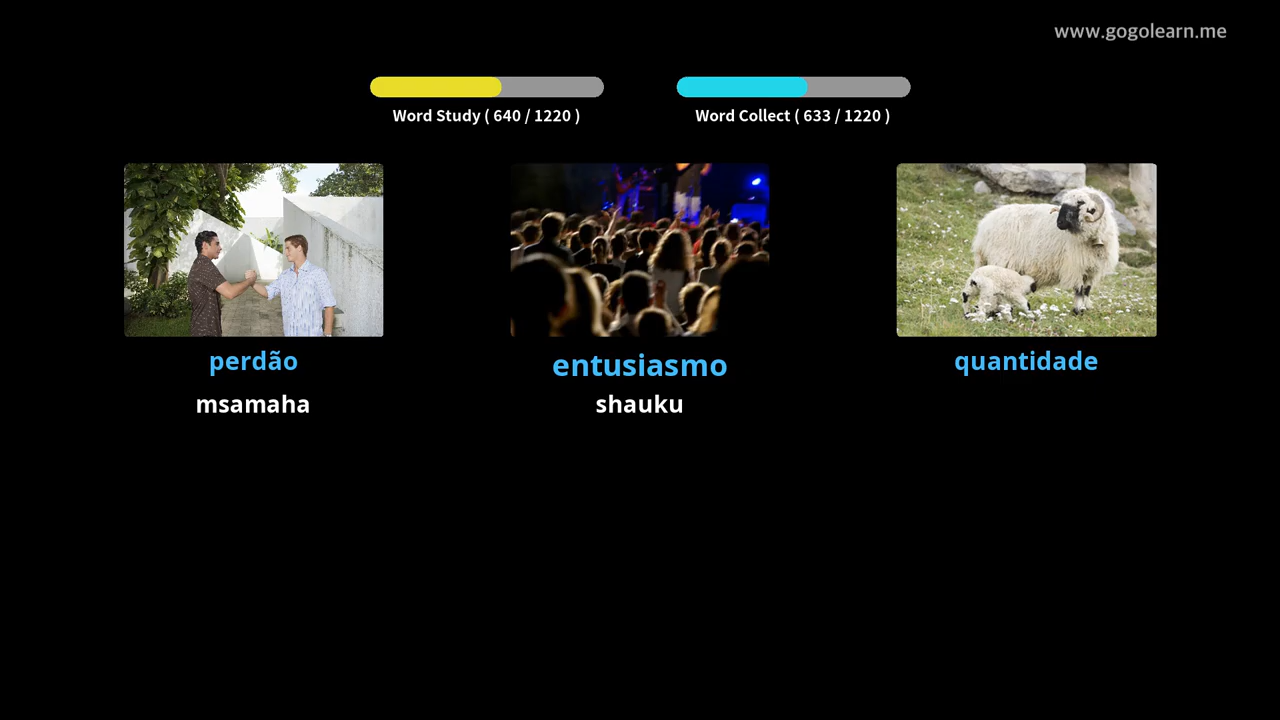 www.gogolearn.me
Word Study ( 640 / 1220 )
Word Collect ( 633 / 1220 )
perdão
entusiasmo
quantidade
msamaha
shauku